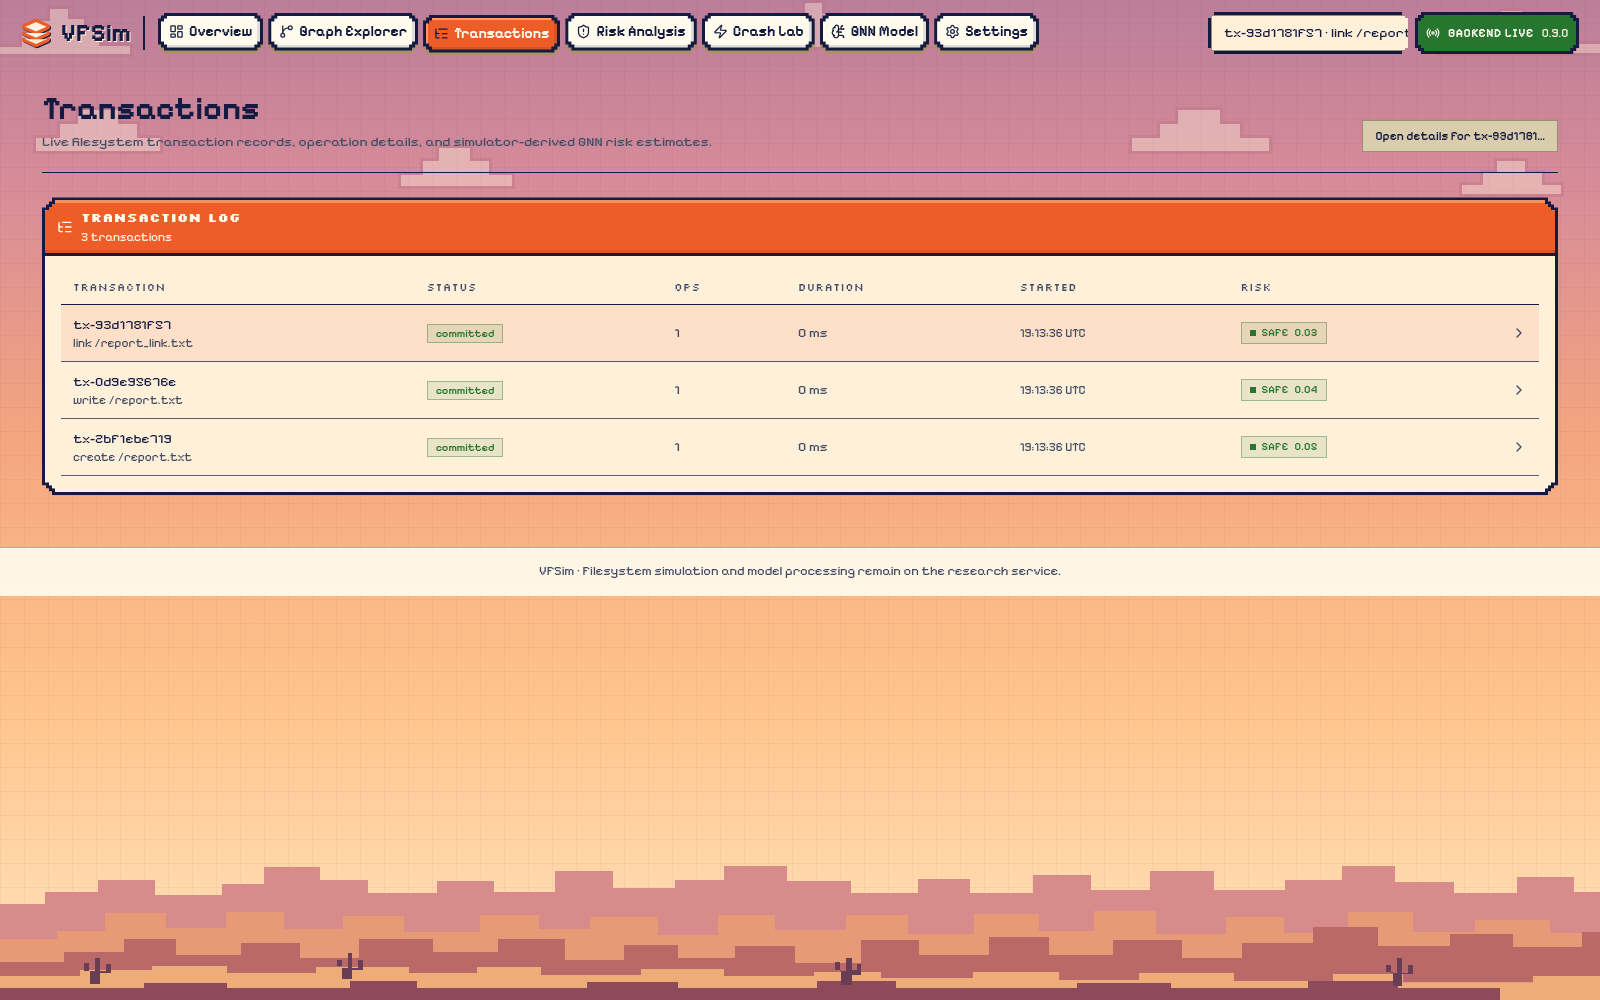 VFSim
Overview
Graph Explorer
Transactions
Risk Analysis
Crash Lab
GNN Model
Settings
tx-93d1781f57 · link /report
BACKEND LIVE 0.9.0
Transactions
Live filesystem transaction records, operation details, and simulator-derived GNN risk estimates.
Open details for tx-93d1781...
TRANSACTION LOG
3 transactions
TRANSACTION STATUS OPS DURATION STARTED RISK
tx-93d1781f57
link /report_link.txt
committed 1 0 ms 19:13:36 UTC SAFE 0.03
tx-0d9e95676e
write /report.txt
committed 1 0 ms 19:13:36 UTC SAFE 0.04
tx-2bf1ebe719
create /report.txt
committed 1 0 ms 19:13:36 UTC SAFE 0.05
VFSim · Filesystem simulation and model processing remain on the research service.